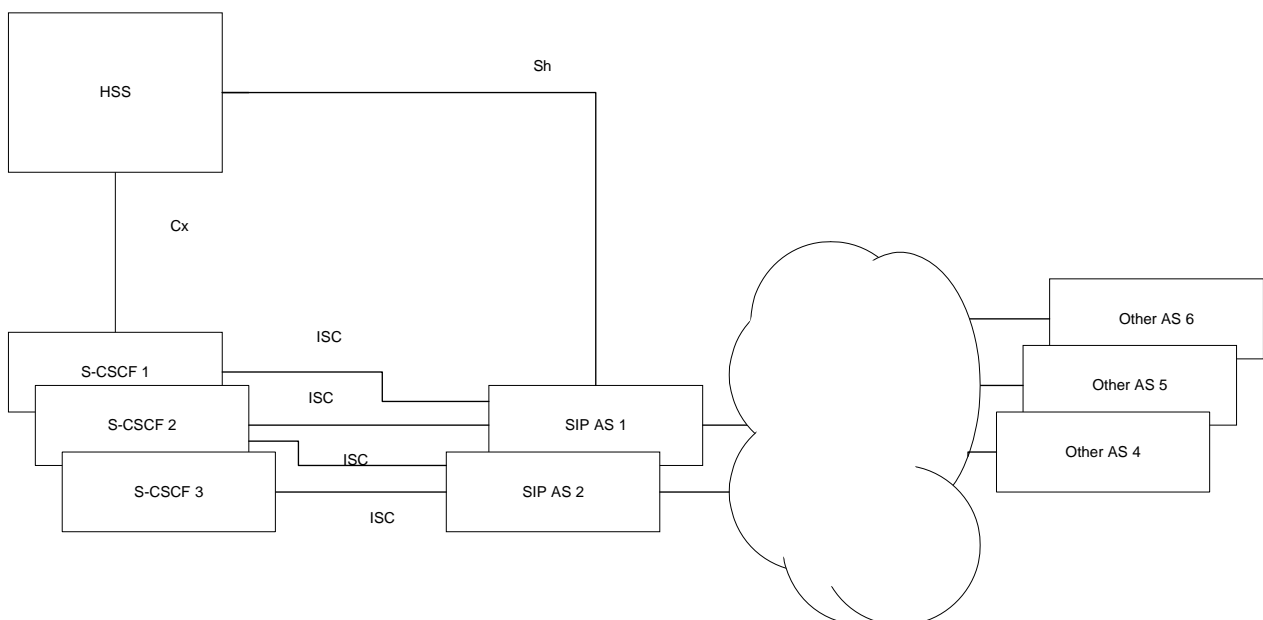 Sh
HSS
Cx
ISC
S-CSCF 1
ISC
S-CSCF 2
SIP AS 1
ISC
S-CSCF 3
SIP AS 2
ISC
Other AS 6
Other AS 5
Other AS 4